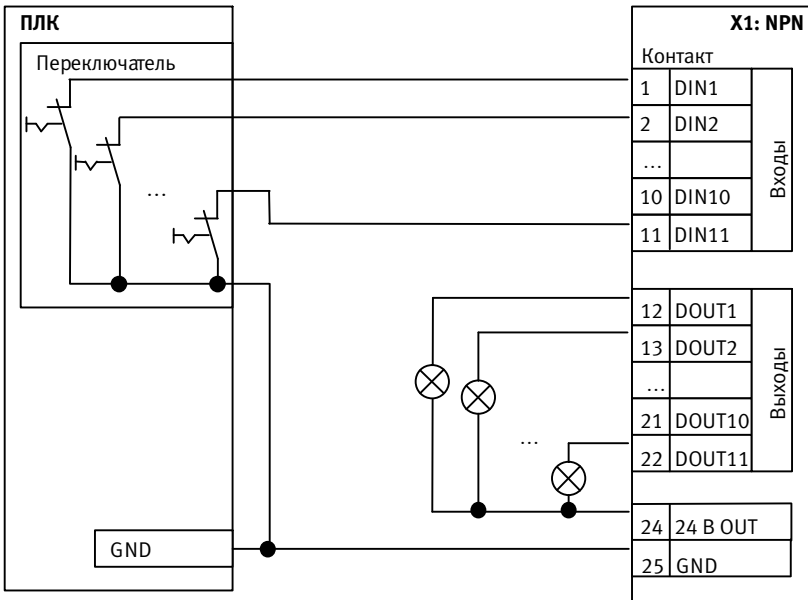 ПЛК
Переключатель
...
GND
...
X1: NPN
Контакт
1 DIN1
2 DIN2
...
10 DIN10
11 DIN11
Входы
12 DOUT1
13 DOUT2
...
21 DOUT10
22 DOUT11
Выходы
24 24 В OUT
25 GND